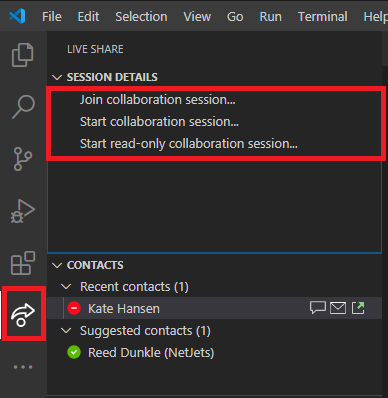 File Edit Selection View Go Run Terminal Help
LIVE SHARE
SESSION DETAILS
Join collaboration session...
Start collaboration session...
Start read-only collaboration session...
CONTACTS
Recent contacts (1)
Kate Hansen
Suggested contacts (1)
Reed Dunkle (NetJets)